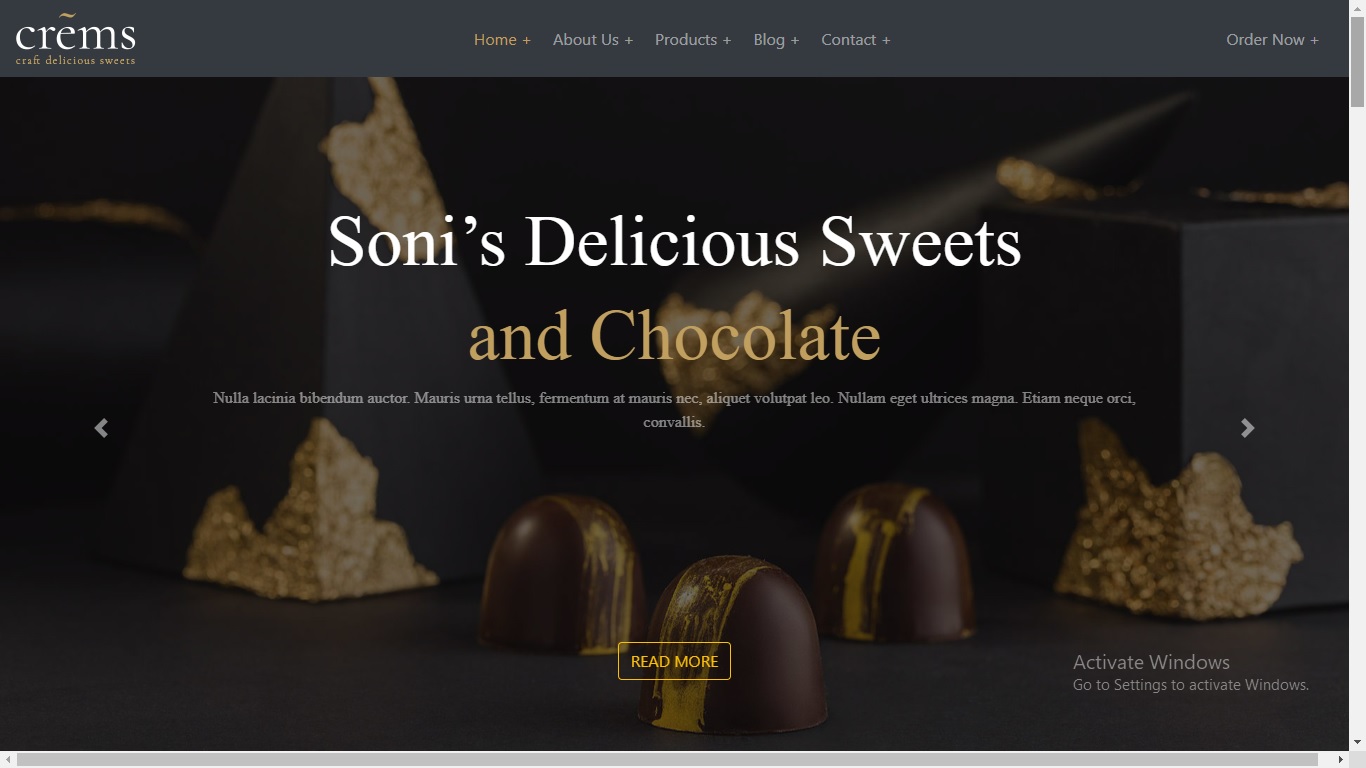 crẽms
craft delicious sweets
Home + About Us + Products + Blog + Contact + Order Now +
Soni’s Delicious Sweets
and Chocolate
Nulla lacinia bibendum auctor. Mauris urna tellus, fermentum at mauris nec, aliquet volutpat leo. Nullam eget ultrices magna. Etiam neque orci,
convallis.
READ MORE
Activate Windows
Go to Settings to activate Windows.